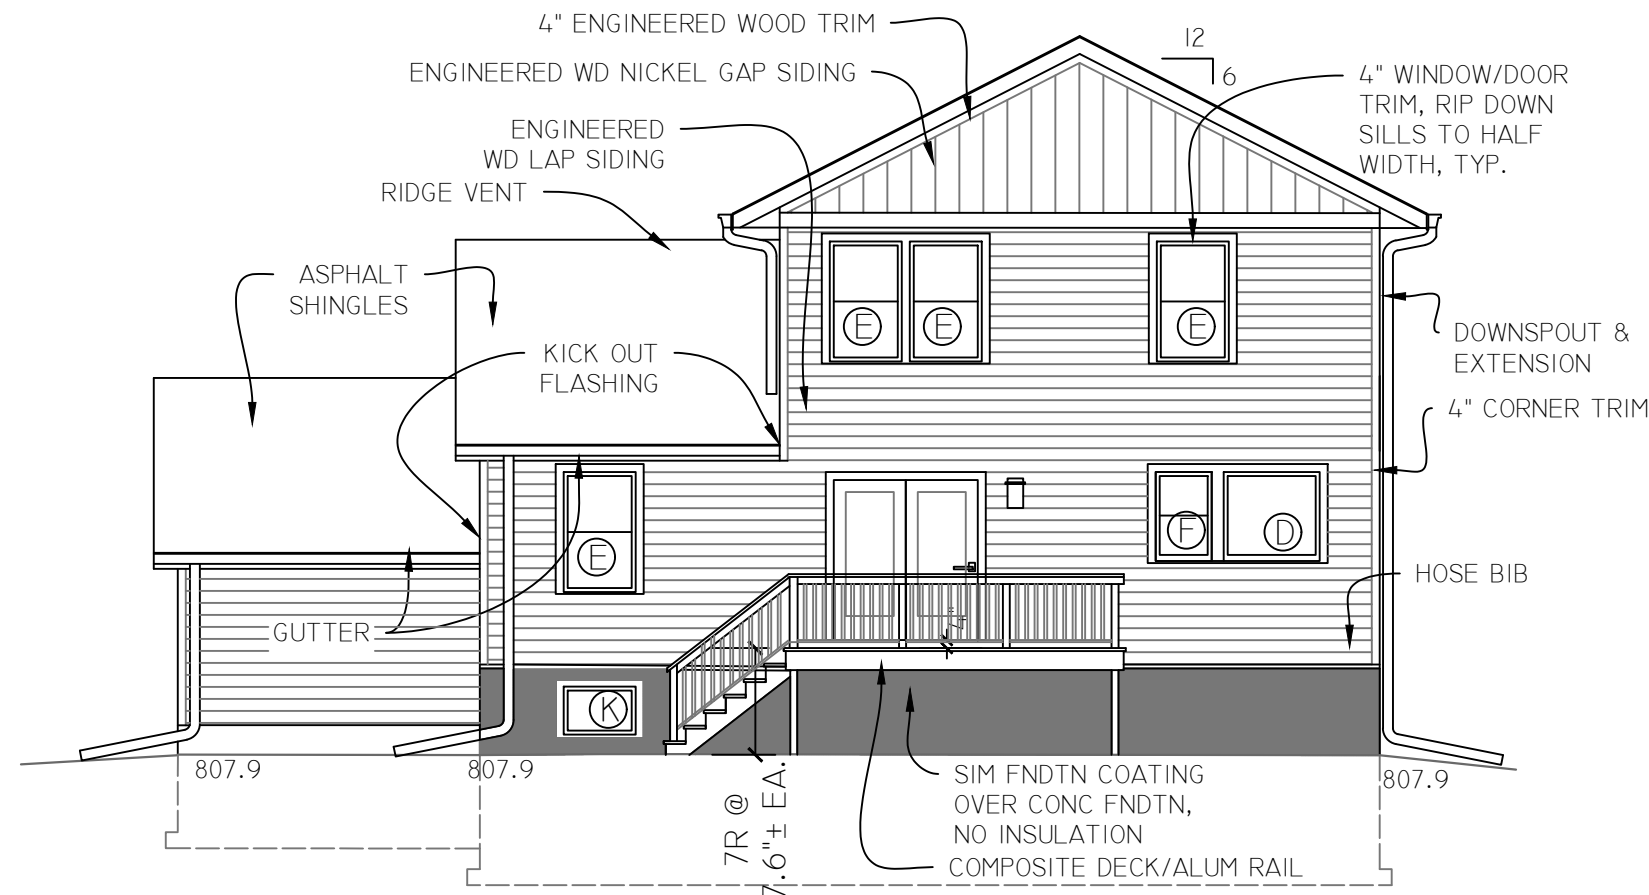 4" ENGINEERED WOOD TRIM
12
6
ENGINEERED WD NICKEL GAP SIDING
4" WINDOW/DOOR
TRIM, RIP DOWN
SILLS TO HALF
WIDTH, TYP.
ENGINEERED
WD LAP SIDING
RIDGE VENT
ASPHALT
SHINGLES
E
E
E
KICK OUT
FLASHING
DOWNSPOUT &
EXTENSION
4" CORNER TRIM
E
F
D
HOSE BIB
GUTTER
4"
K
807.9
807.9
807.9
7R @
7.6"± EA.
SIM FNDTN COATING
OVER CONC FNDTN,
NO INSULATION
COMPOSITE DECK/ALUM RAIL